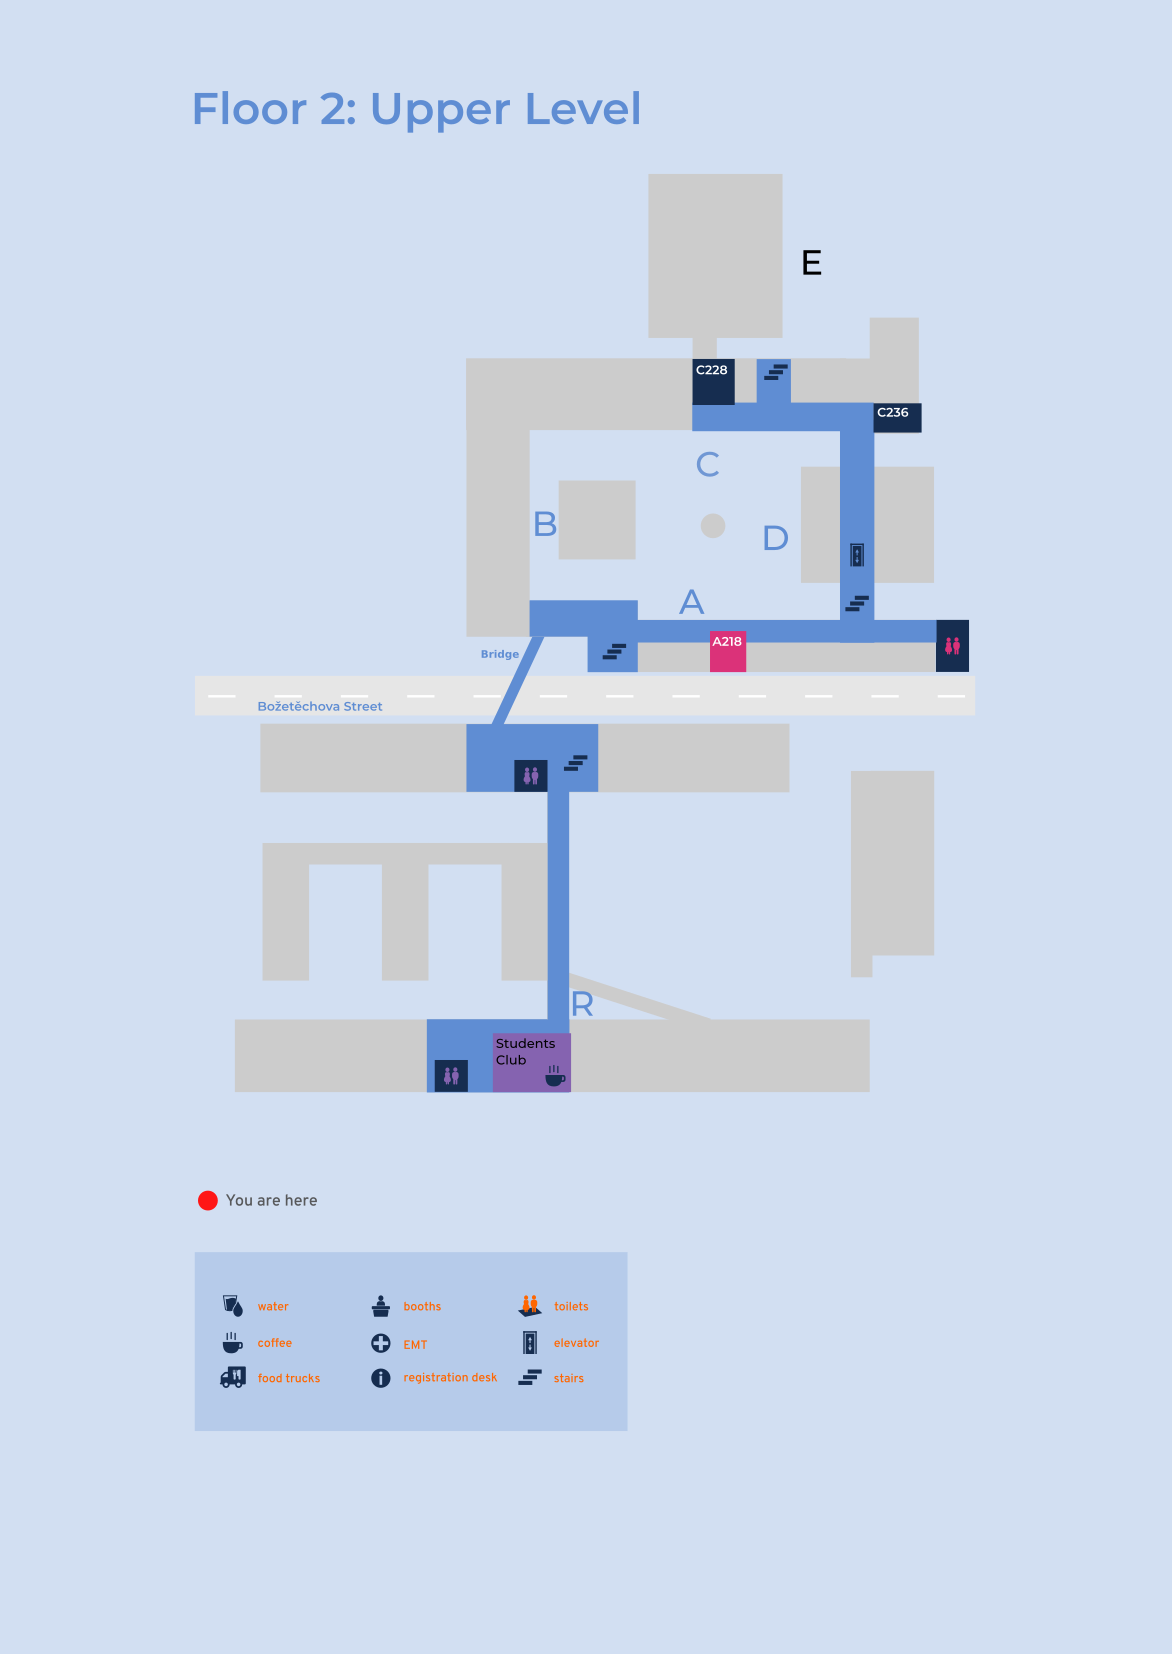 Floor 2: Upper Level
E
C228
C236
C
B
D
A
A218
Bridge
Božetěchova Street
R
Students
Club
You are here
water
booths
toilets
coffee
EMT
elevator
food trucks
registration desk
stairs